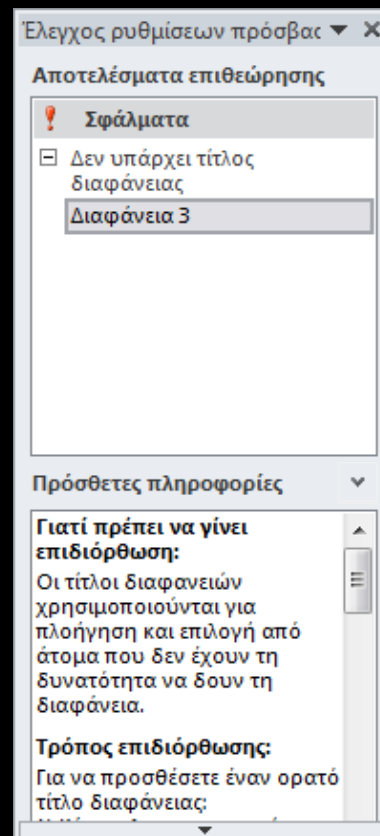 Έλεγχος ρυθμίσεων πρόσβας
Αποτελέσματα επιθεώρησης
Σφάλματα
Δεν υπάρχει τίτλος
διαφάνειας
Διαφάνεια 3
Πρόσθετες πληροφορίες
Γιατί πρέπει να γίνει
επιδιόρθωση:
Οι τίτλοι διαφανειών
χρησιμοποιούνται για
πλοήγηση και επιλογή από
άτομα που δεν έχουν τη
δυνατότητα να δουν τη
διαφάνεια.
Τρόπος επιδιόρθωσης:
Για να προσθέσετε έναν ορατό
τίτλο διαφάνειας: